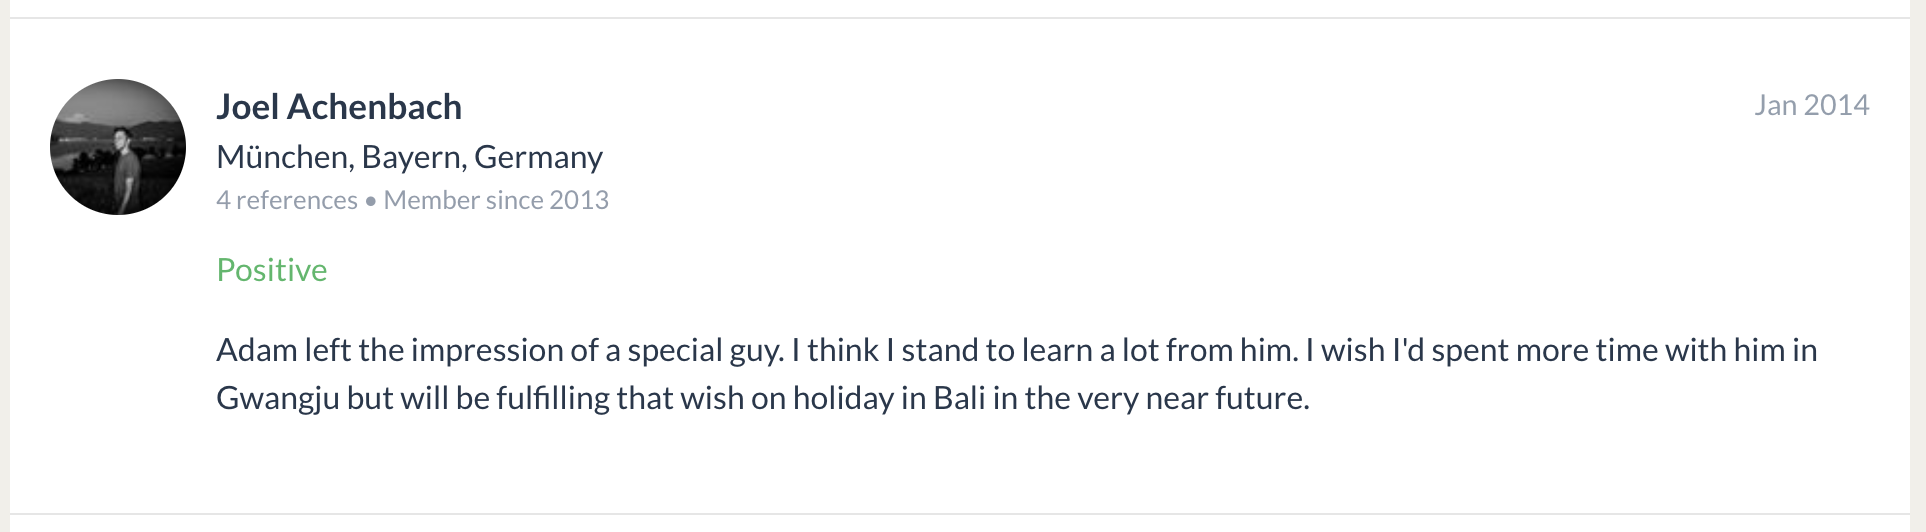 Joel Achenbach
Jan 2014
München, Bayern, Germany
4 references • Member since 2013
Positive
Adam left the impression of a special guy. I think I stand to learn a lot from him. I wish I'd spent more time with him in
Gwangju but will be fulfilling that wish on holiday in Bali in the very near future.